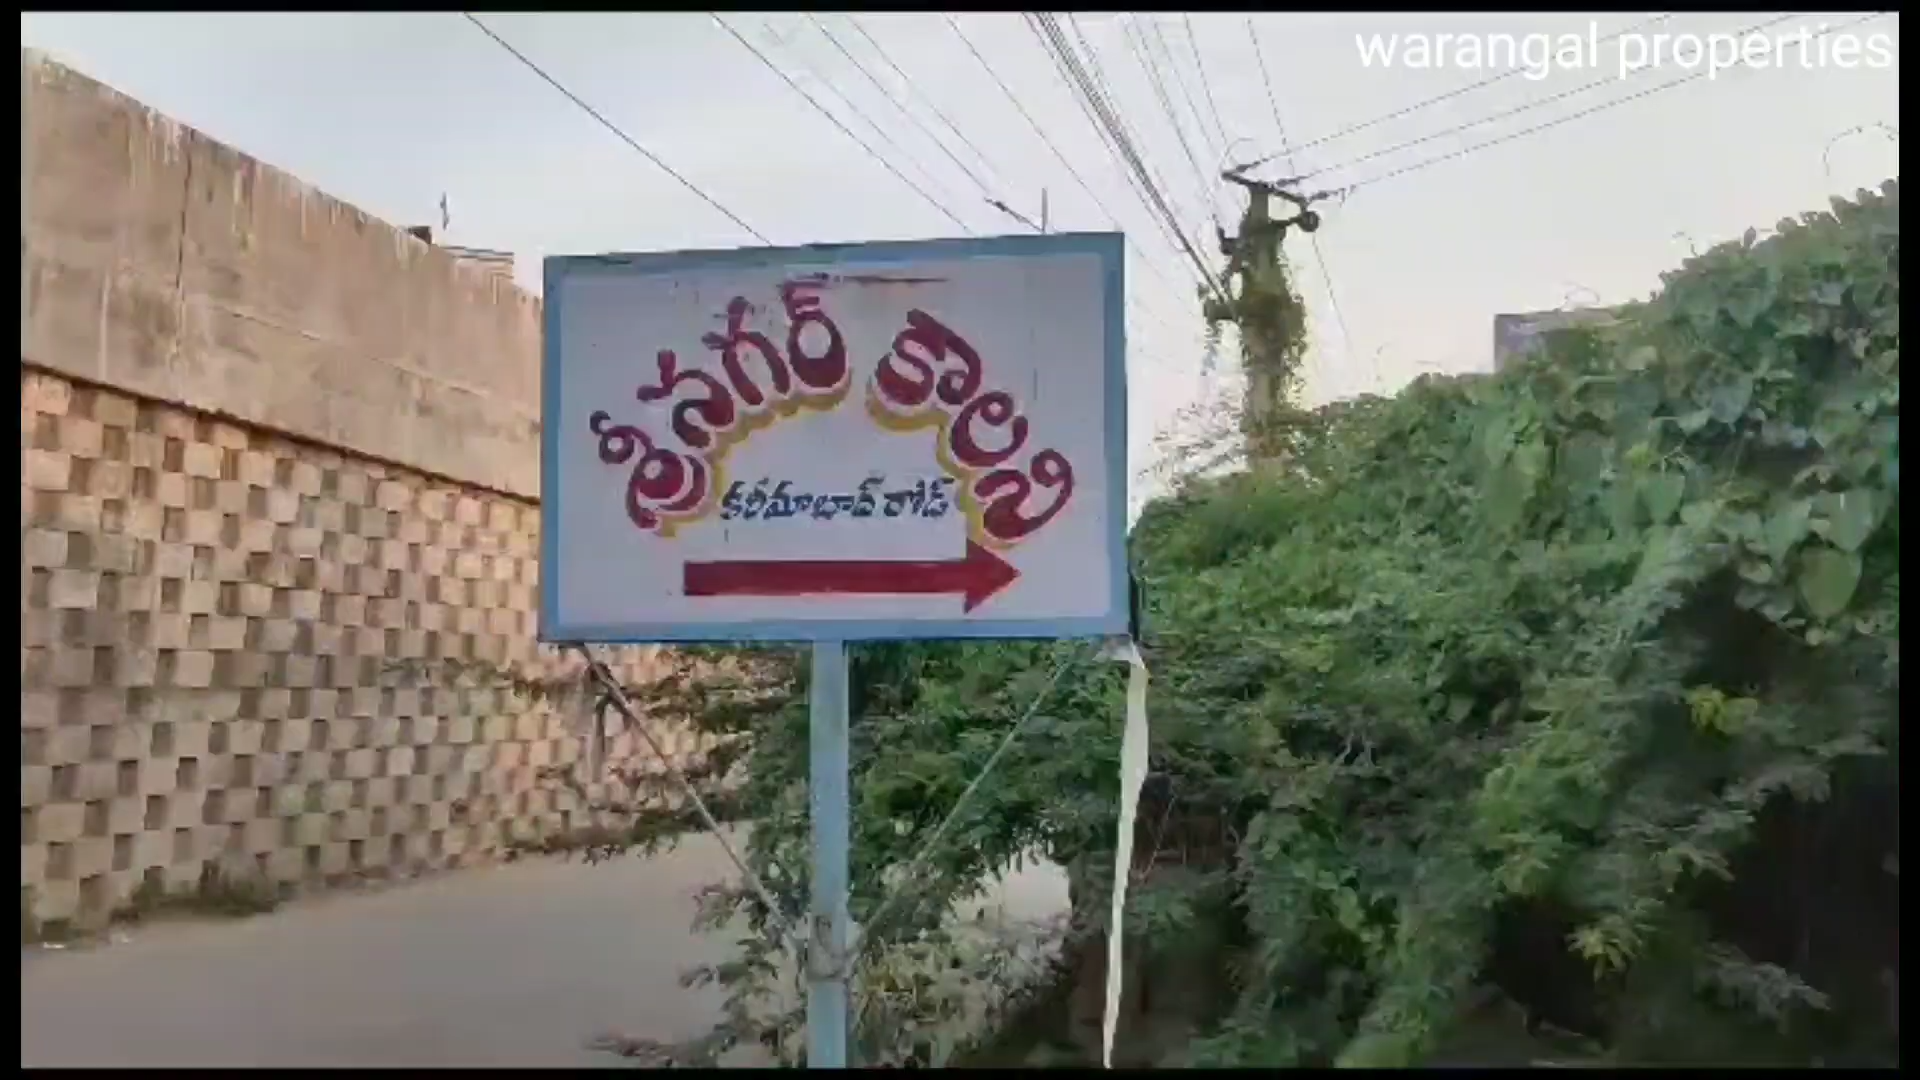 warangal properties
శ్రీనగర్ కాలని
కరీమాబాద్ రోడ్